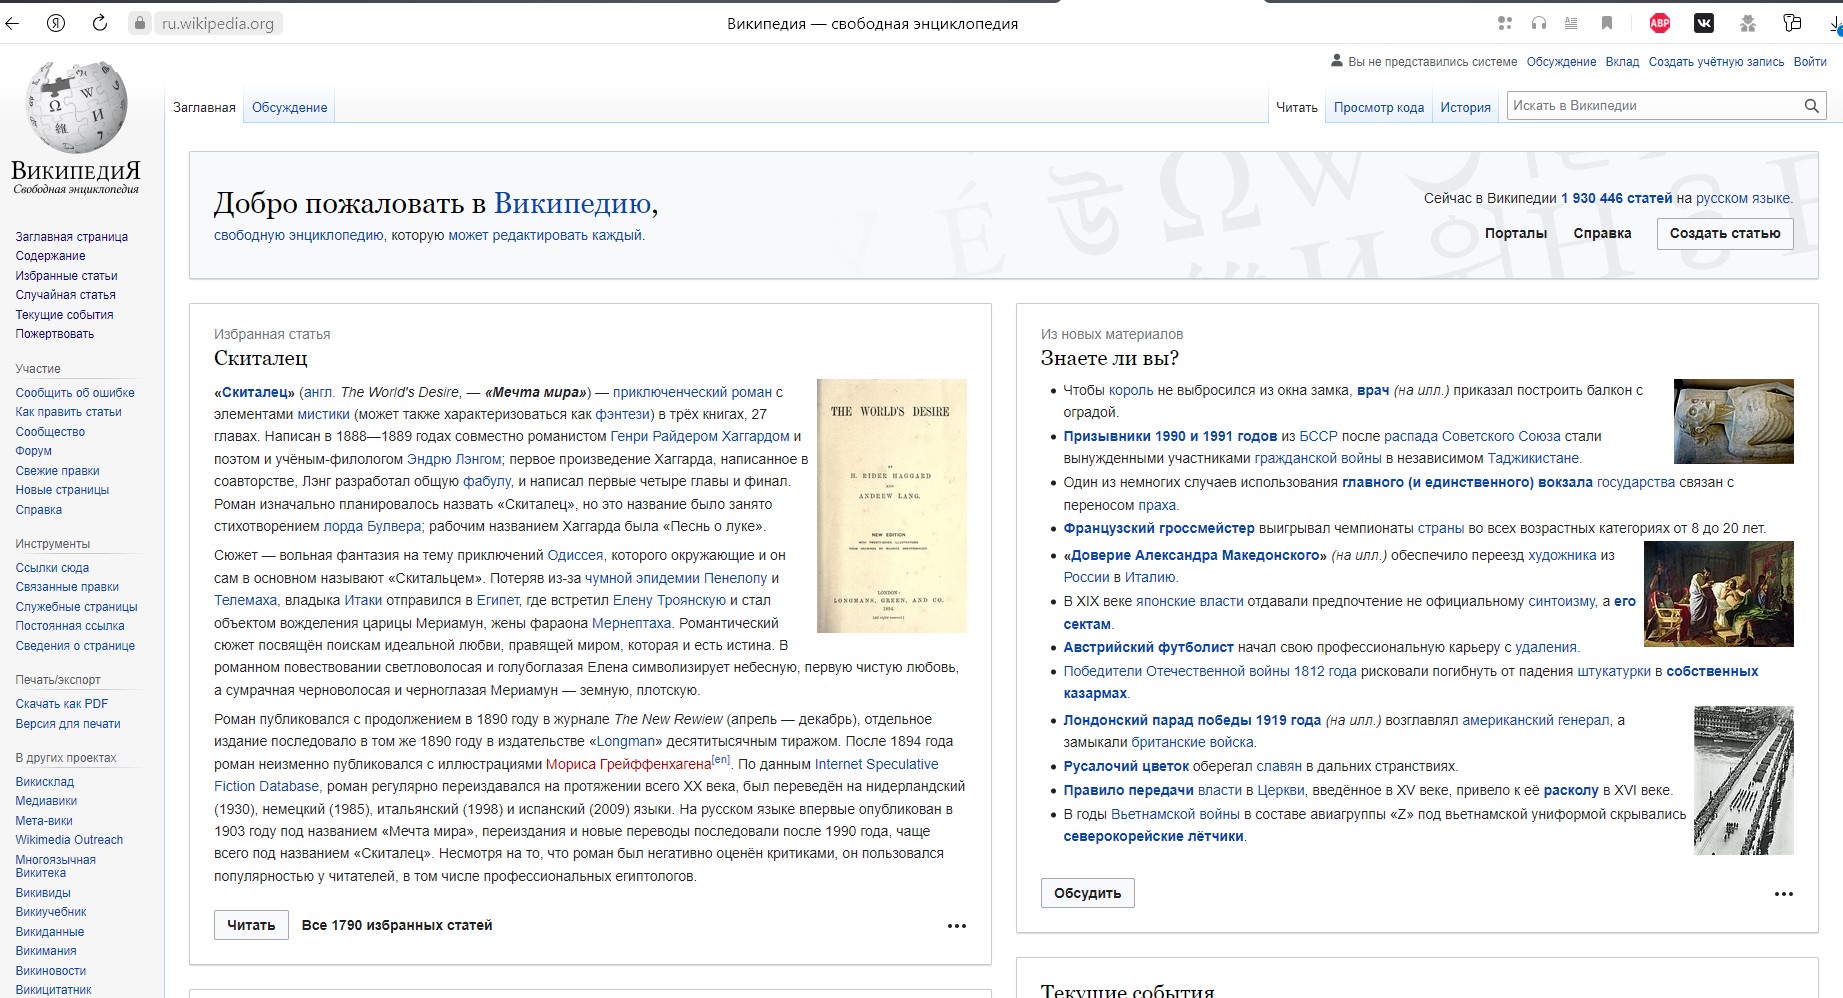 ru.wikipedia.org
Википедия — свободная энциклопедия
ABP
Вы не представились системе Обсуждение Вклад Создать учётную запись Войти
Заглавная Обсуждение
Читать Просмотр кода История Искать в Википедии
ВикипедиЯ
Свободная энциклопедия
Заглавная страница
Содержание
Избранные статьи
Случайная статья
Текущие события
Пожертвовать
Участие
Сообщить об ошибке
Как править статьи
Сообщество
Форум
Свежие правки
Новые страницы
Справка
Инструменты
Ссылки сюда
Связанные правки
Служебные страницы
Постоянная ссылка
Сведения о странице
Печать/экспорт
Скачать как PDF
Версия для печати
В других проектах
Викисклад
Медиавики
Мета-вики
Wikimedia Outreach
Многоязычная
Викитека
Викивиды
Викиучебник
Викиданные
Викимания
Викиновости
Викицитатник
Добро пожаловать в Википедию,
свободную энциклопедию, которую может редактировать каждый.
Сейчас в Википедии 1 930 446 статей на русском языке.
Порталы Справка Создать статью
Избранная статья
Скиталец
«Скиталец» (англ. The World's Desire, — «Мечта мира») — приключенческий роман с
элементами мистики (может также характеризоваться как фэнтези) в трёх книгах, 27
главах. Написан в 1888—1889 годах совместно романистом Генри Райдером Хаггардом и
поэтом и учёным-филологом Эндрю Лэнгом; первое произведение Хаггарда, написанное в
соавторстве, Лэнг разработал общую фабулу, и написал первые четыре главы и финал.
Роман изначально планировалось назвать «Скиталец», но это название было занято
стихотворением лорда Булвера; рабочим названием Хаггарда была «Песнь о луке».
Сюжет — вольная фантазия на тему приключений Одиссея, которого окружающие и он
сам в основном называют «Скитальцем». Потеряв из-за чумной эпидемии Пенелопу и
Телемаха, владыка Итаки отправился в Египет, где встретил Елену Троянскую и стал
объектом вожделения царицы Мериамун, жены фараона Мернептаха. Романтический
сюжет посвящён поискам идеальной любви, правящей миром, которая и есть истина. В
романном повествовании светловолосая и голубоглазая Елена символизирует небесную, первую чистую любовь,
а сумрачная черноволосая и черноглазая Мериамун — земную, плотскую.
Роман публиковался с продолжением в 1890 году в журнале The New Rewiew (апрель — декабрь), отдельное
издание последовало в том же 1890 году в издательстве «Longman» десятитысячным тиражом. После 1894 года
роман неизменно публиковался с иллюстрациями Мориса Грейффенхагена[en]. По данным Internet Speculative
Fiction Database, роман регулярно переиздавался на протяжении всего XX века, был переведён на нидерландский
(1930), немецкий (1985), итальянский (1998) и испанский (2009) языки. На русском языке впервые опубликован в
1903 году под названием «Мечта мира», переиздания и новые переводы последовали после 1990 года, чаще
всего под названием «Скиталец». Несмотря на то, что роман был негативно оценён критиками, он пользовался
популярностью у читателей, в том числе профессиональных египтологов.
THE WORLD'S DESIRE
BY
H. RIDER HAGGARD
AND
ANDREW LANG.
NEW EDITION
LONDON:
LONGMANS, GREEN, AND CO.
1894.
Читать Все 1790 избранных статей
Из новых материалов
Знаете ли вы?
Чтобы король не выбросился из окна замка, врач (на илл.) приказал построить балкон с
оградой.
Призывники 1990 и 1991 годов из БССР после распада Советского Союза стали
вынужденными участниками гражданской войны в независимом Таджикистане.
Один из немногих случаев использования главного (и единственного) вокзала государства связан с
переносом праха.
Французский гроссмейстер выигрывал чемпионаты страны во всех возрастных категориях от 8 до 20 лет.
«Доверие Александра Македонского» (на илл.) обеспечило переезд художника из
России в Италию.
В XIX веке японские власти отдавали предпочтение не официальному синтоизму, а его
сектам.
Австрийский футболист начал свою профессиональную карьеру с удаления.
Победители Отечественной войны 1812 года рисковали погибнуть от падения штукатурки в собственных
казармах.
Лондонский парад победы 1919 года (на илл.) возглавлял американский генерал, а
замыкали британские войска.
Русалочий цветок оберегал славян в дальних странствиях.
Правило передачи власти в Церкви, введённое в XV веке, привело к её расколу в XVI веке.
В годы Вьетнамской войны в составе авиагруппы «Z» под вьетнамской униформой скрывались
северокорейские лётчики.
Обсудить
Текущие события